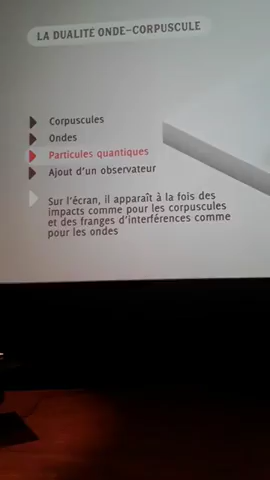 LA DUALITÉ ONDE-CORPUSCULE
Corpuscules
Ondes
Particules quantiques
Ajout d'un observateur
Sur l'écran, il apparaît à la fois des
impacts comme pour les corpuscules
et des franges d'interférences comme
pour les ondes